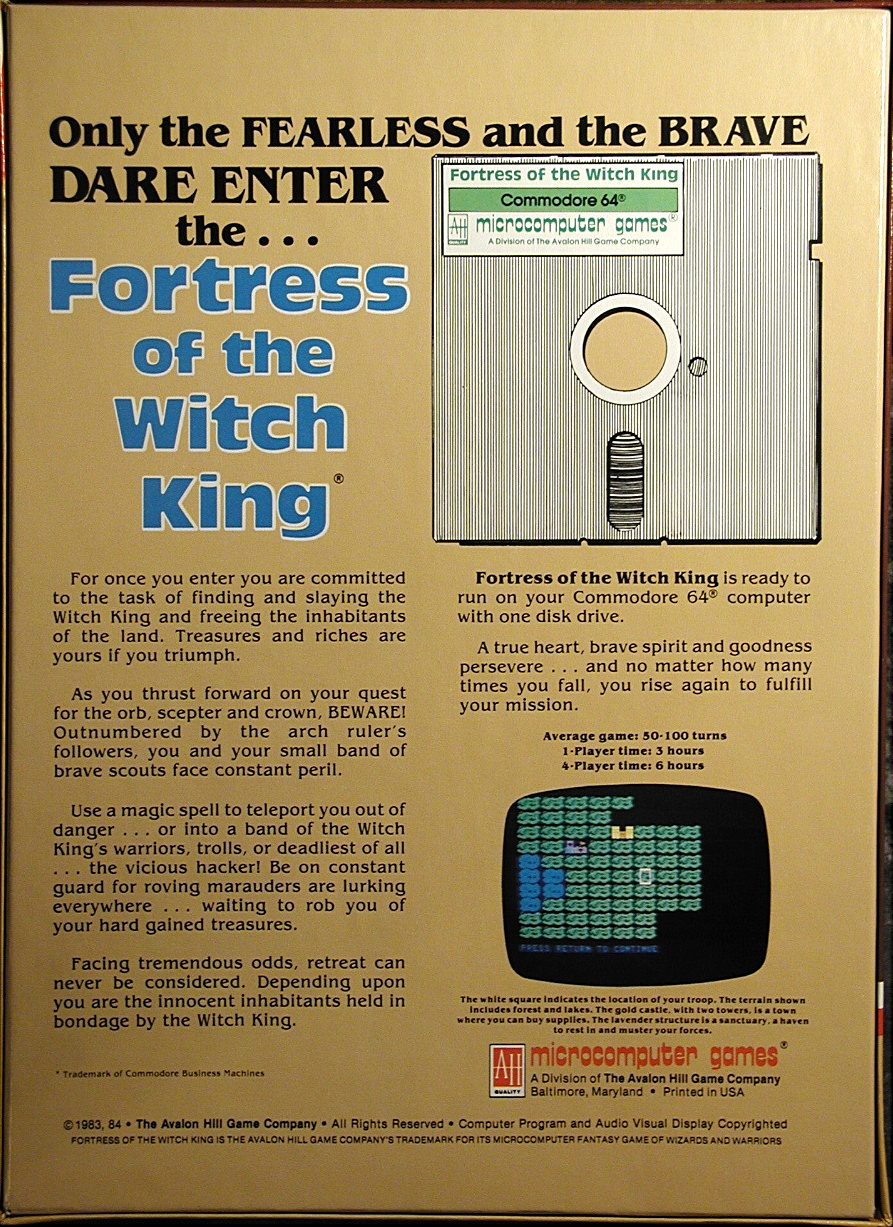 Only the FEARLESS and the BRAVE
DARE ENTER
the . . .
Fortress
of the
Witch
King®
Fortress of the Witch King
Commodore 64®
AH
QUALITY
microcomputer games®
A Division of The Avalon Hill Game Company
For once you enter you are committed
to the task of finding and slaying the
Witch King and freeing the inhabitants
of the land. Treasures and riches are
yours if you triumph.
As you thrust forward on your quest
for the orb, scepter and crown, BEWARE!
Outnumbered by the arch ruler's
followers, you and your small band of
brave scouts face constant peril.
Use a magic spell to teleport you out of
danger . . . or into a band of the Witch
King's warriors, trolls, or deadliest of all
. . . the vicious hacker! Be on constant
guard for roving marauders are lurking
everywhere . . . waiting to rob you of
your hard gained treasures.
Facing tremendous odds, retreat can
never be considered. Depending upon
you are the innocent inhabitants held in
bondage by the Witch King.
* Trademark of Commodore Business Machines
Fortress of the Witch King is ready to
run on your Commodore 64® computer
with one disk drive.
A true heart, brave spirit and goodness
persevere . . . and no matter how many
times you fall, you rise again to fulfill
your mission.
Average game: 50-100 turns
1-Player time: 3 hours
4-Player time: 6 hours
PRESS RETURN TO CONTINUE
The white square indicates the location of your troop. The terrain shown
includes forest and lakes. The gold castle, with two towers, is a town
where you can buy supplies. The lavender structure is a sanctuary, a haven
to rest in and muster your forces.
AH
QUALITY
microcomputer games®
A Division of The Avalon Hill Game Company
Baltimore, Maryland • Printed in USA
©1983, 84 • The Avalon Hill Game Company • All Rights Reserved • Computer Program and Audio Visual Display Copyrighted
FORTRESS OF THE WITCH KING IS THE AVALON HILL GAME COMPANY'S TRADEMARK FOR ITS MICROCOMPUTER FANTASY GAME OF WIZARDS AND WARRIORS